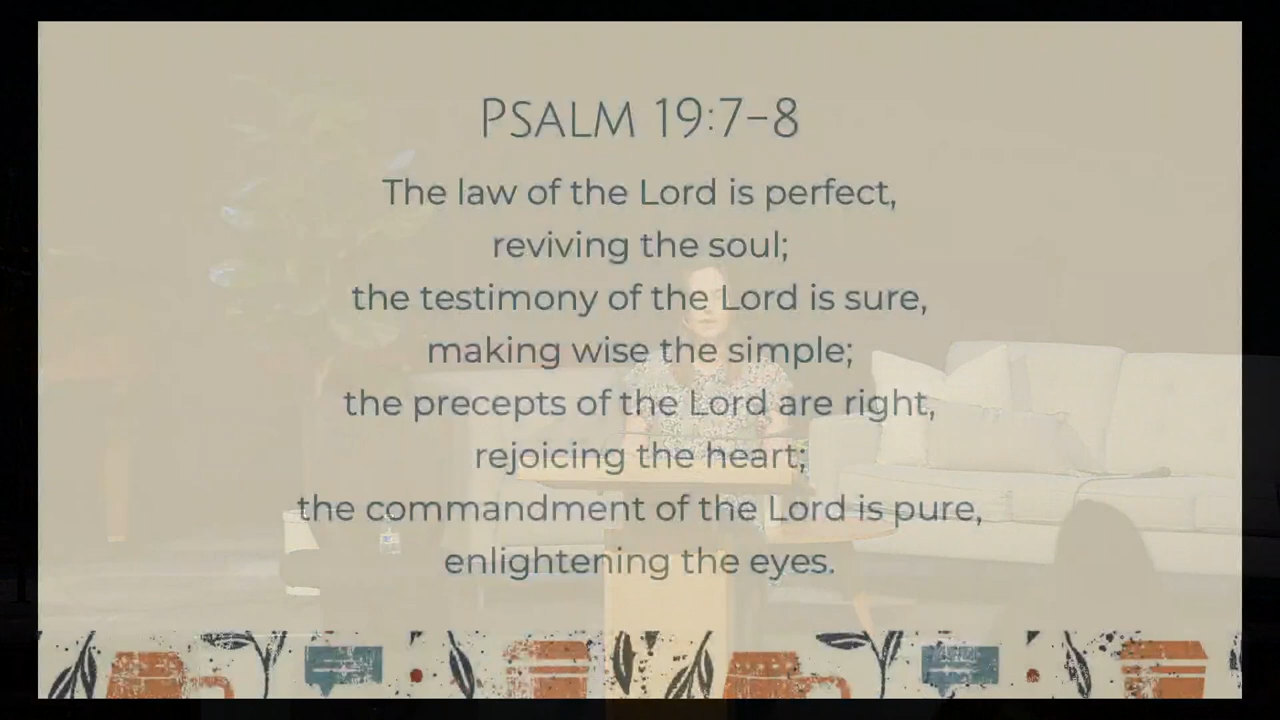 PSALM 19:7–8
The law of the Lord is perfect,
reviving the soul;
the testimony of the Lord is sure,
making wise the simple;
the precepts of the Lord are right,
rejoicing the heart;
the commandment of the Lord is pure,
enlightening the eyes.